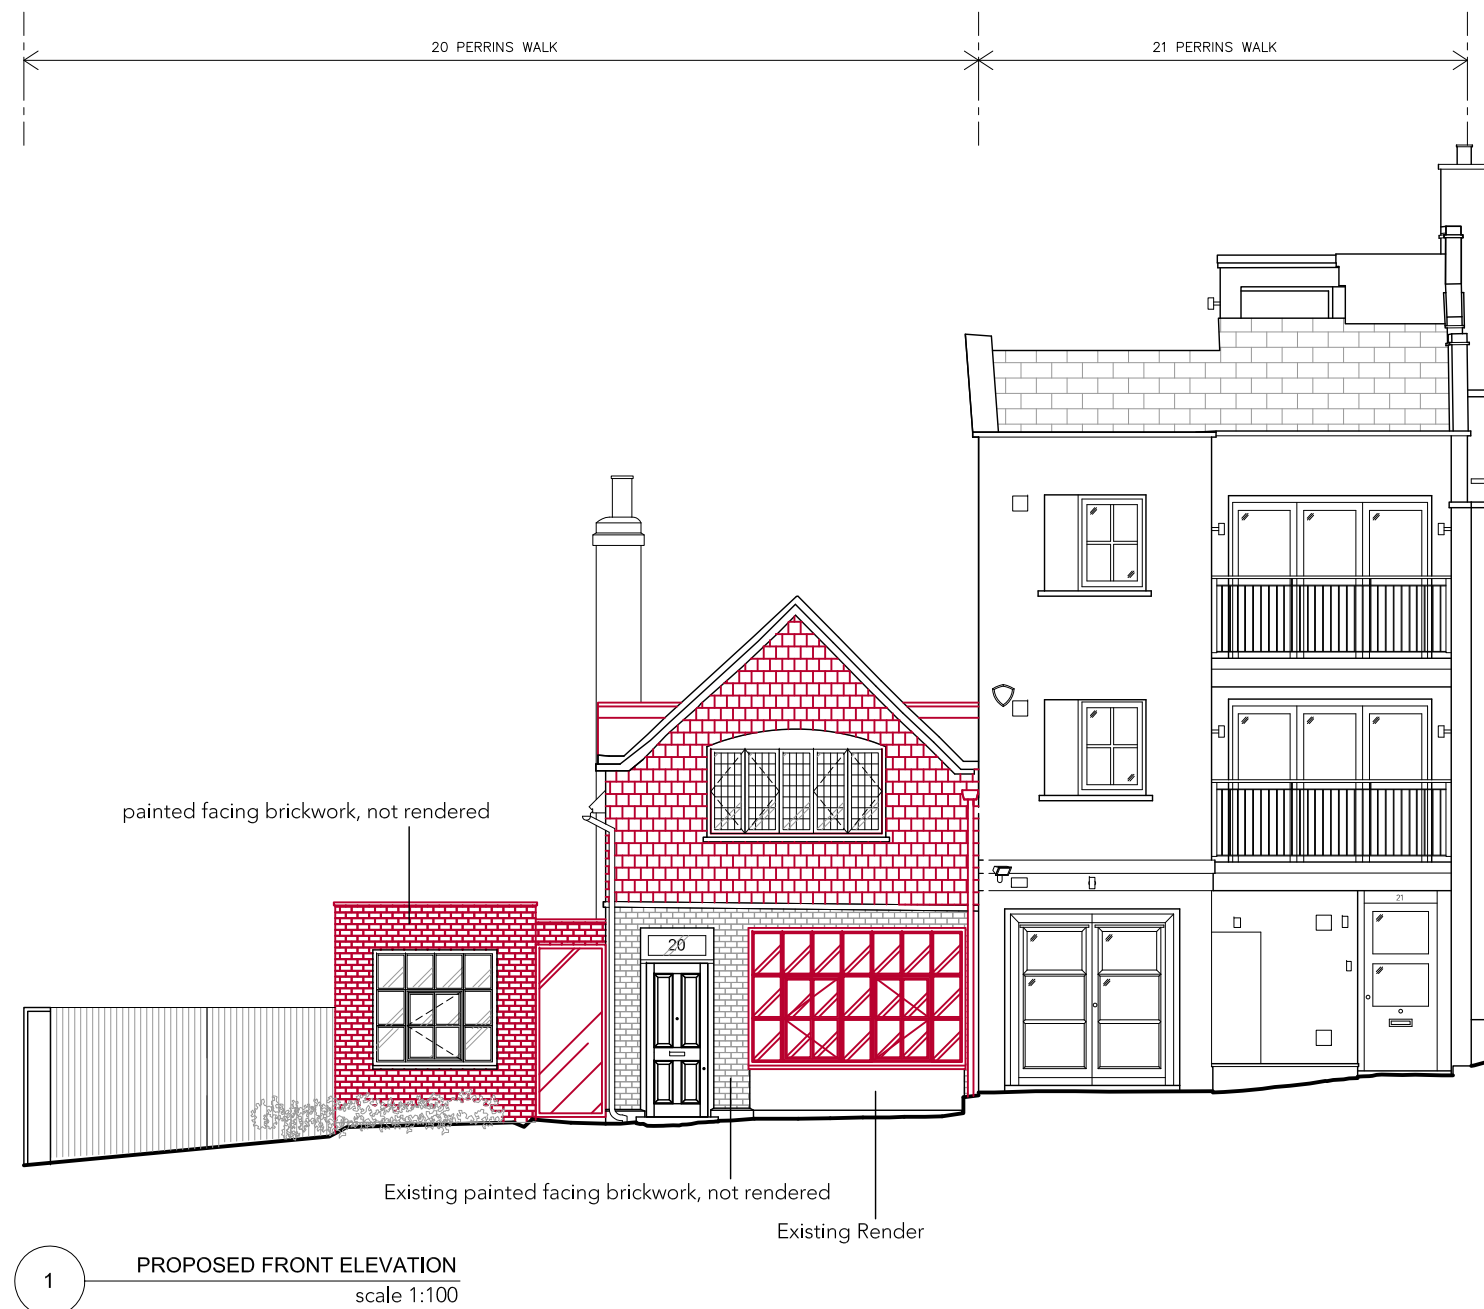 20 PERRINS WALK
21 PERRINS WALK
painted facing brickwork, not rendered
21
20
Existing painted facing brickwork, not rendered
Existing Render
1
PROPOSED FRONT ELEVATION
scale 1:100